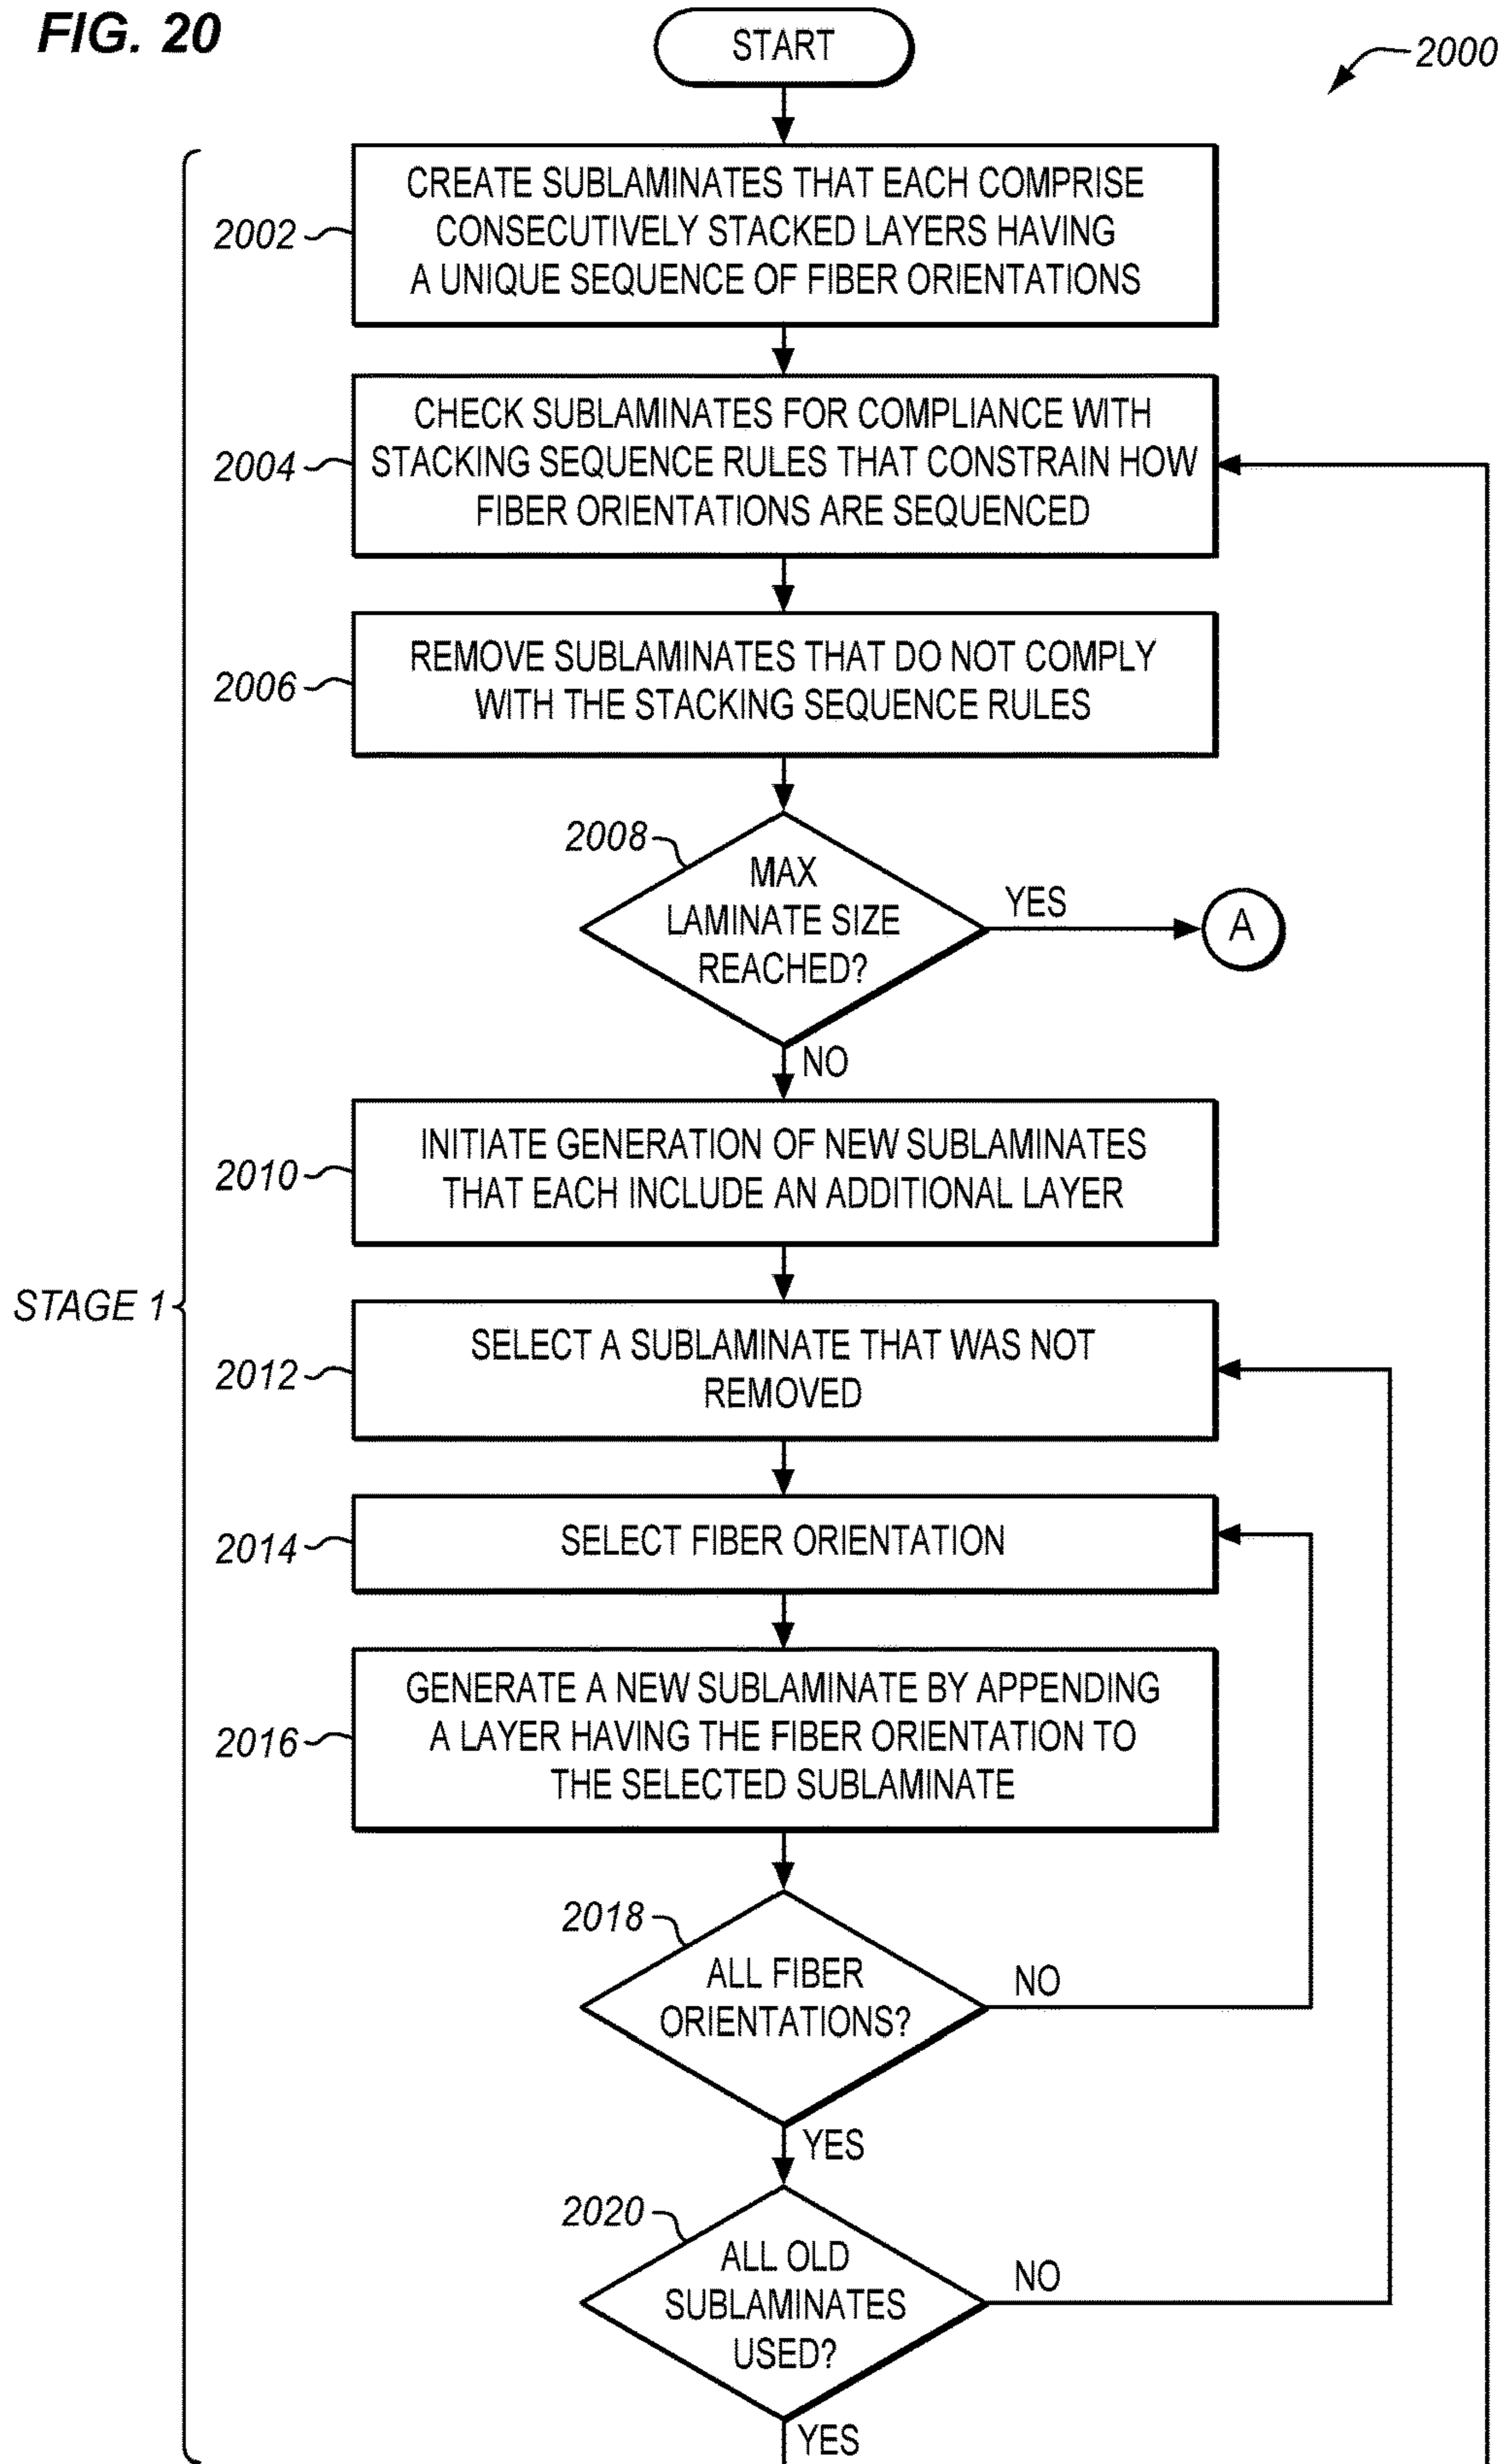 FIG. 20
START
2000
CREATE SUBLAMINATES THAT EACH COMPRISE
CONSECUTIVELY STACKED LAYERS HAVING
A UNIQUE SEQUENCE OF FIBER ORIENTATIONS
2002
CHECK SUBLAMINATES FOR COMPLIANCE WITH
STACKING SEQUENCE RULES THAT CONSTRAIN HOW
FIBER ORIENTATIONS ARE SEQUENCED
2004
REMOVE SUBLAMINATES THAT DO NOT COMPLY
WITH THE STACKING SEQUENCE RULES
2006
2008
MAX
LAMINATE SIZE
REACHED?
YES
A
NO
INITIATE GENERATION OF NEW SUBLAMINATES
THAT EACH INCLUDE AN ADDITIONAL LAYER
2010
STAGE 1
SELECT A SUBLAMINATE THAT WAS NOT
REMOVED
2012
SELECT FIBER ORIENTATION
2014
GENERATE A NEW SUBLAMINATE BY APPENDING
A LAYER HAVING THE FIBER ORIENTATION TO
THE SELECTED SUBLAMINATE
2016
2018
ALL FIBER
ORIENTATIONS?
NO
YES
2020
ALL OLD
SUBLAMINATES
USED?
NO
YES